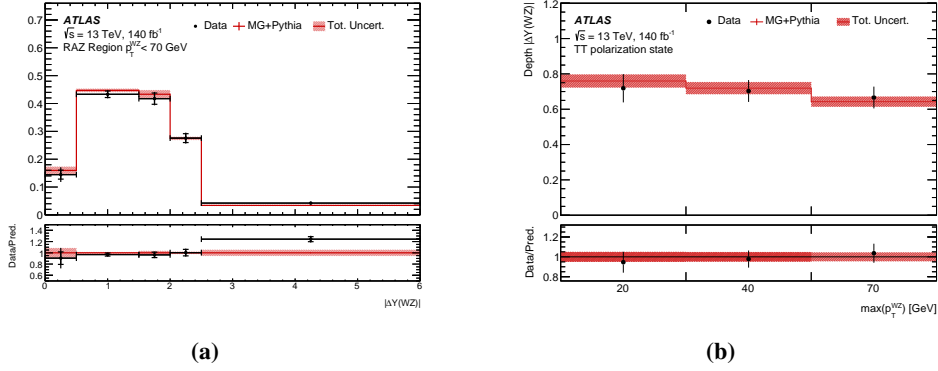 ATLAS
√s = 13 TeV, 140 fb⁻¹
RAZ Region p_T^WZ < 70 GeV
Data
MG+Pythia
Tot. Uncert.
0.7
0.6
0.5
0.4
0.3
0.2
0.1
0
Data/Pred.
1.4
1.2
1.0
0.8
0.6
0 1 2 3 4 5 6
|ΔY(WZ)|
(a)
Depth |ΔY(WZ)|
ATLAS
√s = 13 TeV, 140 fb⁻¹
TT polarization state
Data
MG+Pythia
Tot. Uncert.
1.2
1.0
0.8
0.6
0.4
0.2
0
Data/Pred.
1.2
1.0
0.8
20 40 70
max(p_T^WZ) [GeV]
(b)